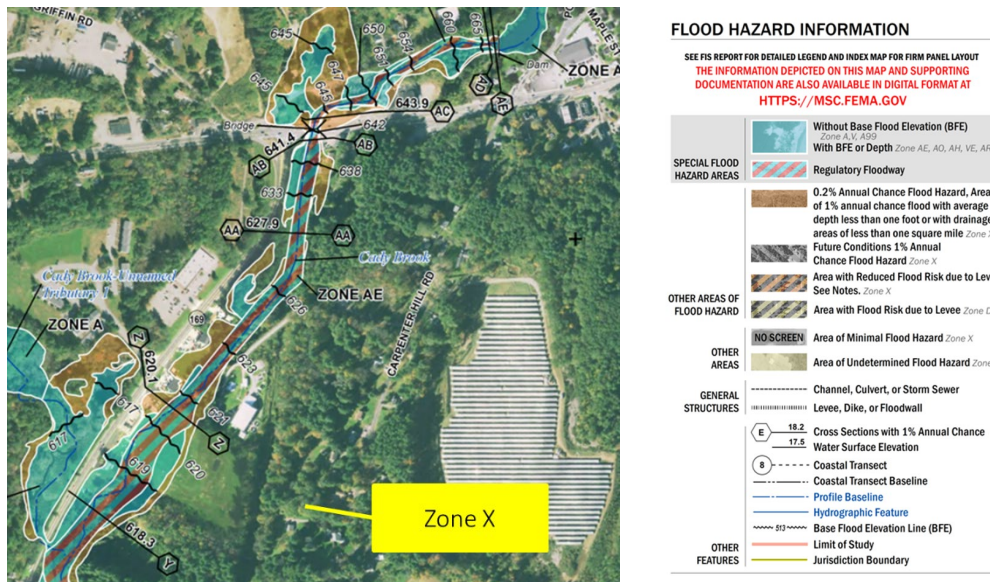 GRIFFIN RD
645
650
654
660
665
651
647
645
645
MAPLE ST
Dam
ZONE A
AD
AE
643.9
AC
Bridge
642
641.4
AB
AB
638
633
AA
627.9
AA
Cady Brook
Cady Brook-Unnamed
Tributary 1
ZONE AE
626
ZONE A
169
CARPENTER HILL RD
Z
620.1
623
617
621
Z
617
619
620
618.3
Y
Zone X
FLOOD HAZARD INFORMATION
SEE FIS REPORT FOR DETAILED LEGEND AND INDEX MAP FOR FIRM PANEL LAYOUT
THE INFORMATION DEPICTED ON THIS MAP AND SUPPORTING
DOCUMENTATION ARE ALSO AVAILABLE IN DIGITAL FORMAT AT
HTTPS://MSC.FEMA.GOV
SPECIAL FLOOD
HAZARD AREAS
Without Base Flood Elevation (BFE)
Zone A,V, A99
With BFE or Depth Zone AE, AO, AH, VE, AR
Regulatory Floodway
OTHER AREAS OF
FLOOD HAZARD
0.2% Annual Chance Flood Hazard, Area
of 1% annual chance flood with average
depth less than one foot or with drainage
areas of less than one square mile Zone
Future Conditions 1% Annual
Chance Flood Hazard Zone X
Area with Reduced Flood Risk due to Lev
See Notes. Zone X
Area with Flood Risk due to Levee Zone D
OTHER
AREAS
NO SCREEN Area of Minimal Flood Hazard Zone X
Area of Undetermined Flood Hazard Zone
GENERAL
STRUCTURES
Channel, Culvert, or Storm Sewer
Levee, Dike, or Floodwall
OTHER
FEATURES
E 18.2 Cross Sections with 1% Annual Chance
17.5 Water Surface Elevation
8 Coastal Transect
Coastal Transect Baseline
Profile Baseline
Hydrographic Feature
513 Base Flood Elevation Line (BFE)
Limit of Study
Jurisdiction Boundary